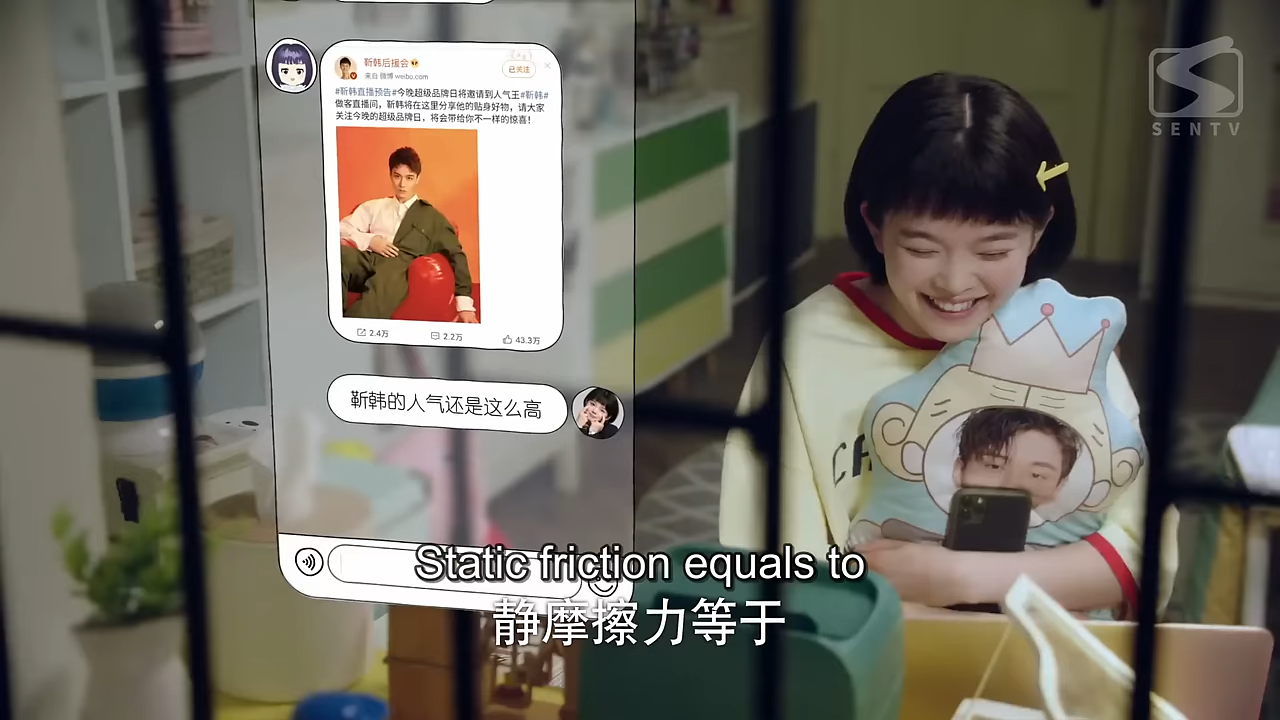 靳韩后援会
来自 微博 weibo.com
已关注
#靳韩直播预告#今晚超级品牌日将邀请到人气王#靳韩#
做客直播间，靳韩将在这里分享他的贴身好物，请大家
关注今晚的超级品牌日，将会带给你不一样的惊喜！
2.4万
2.2万
43.3万
靳韩的人气还是这么高
SENTV
Static friction equals to
静摩擦力等于